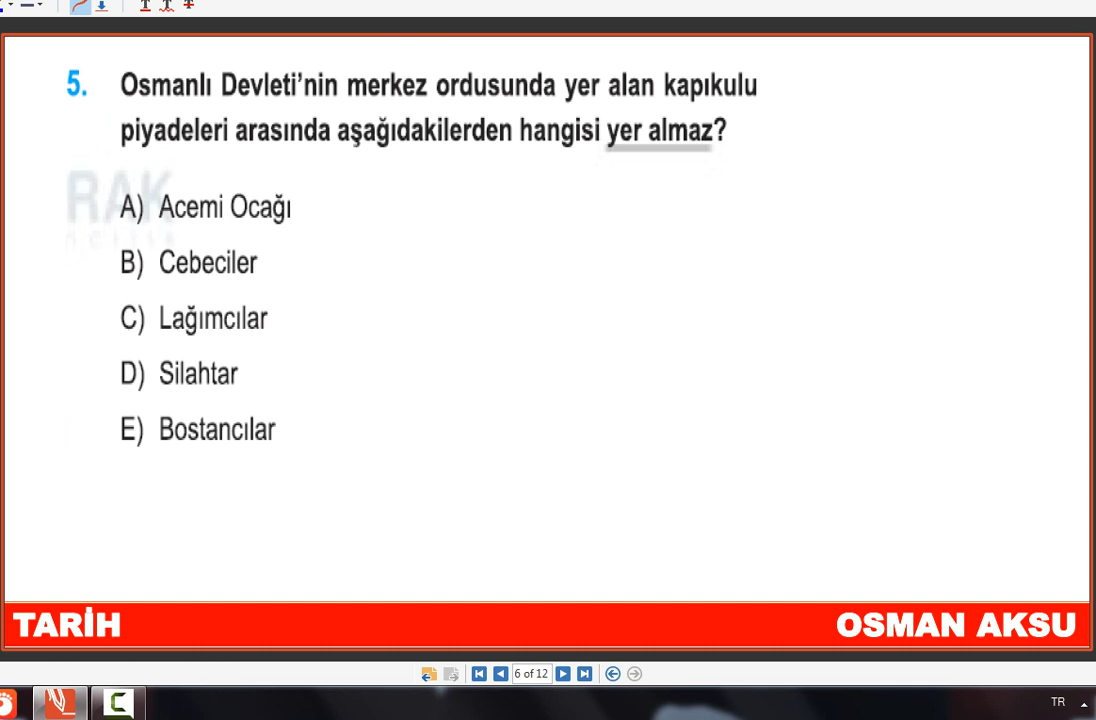 5. Osmanlı Devleti'nin merkez ordusunda yer alan kapıkulu
piyadeleri arasında aşağıdakilerden hangisi yer almaz?
RAK
A) Acemi Ocağı
B) Cebeciler
C) Lağımcılar
D) Silahtar
E) Bostancılar
TARİH OSMAN AKSU
6 of 12
TR